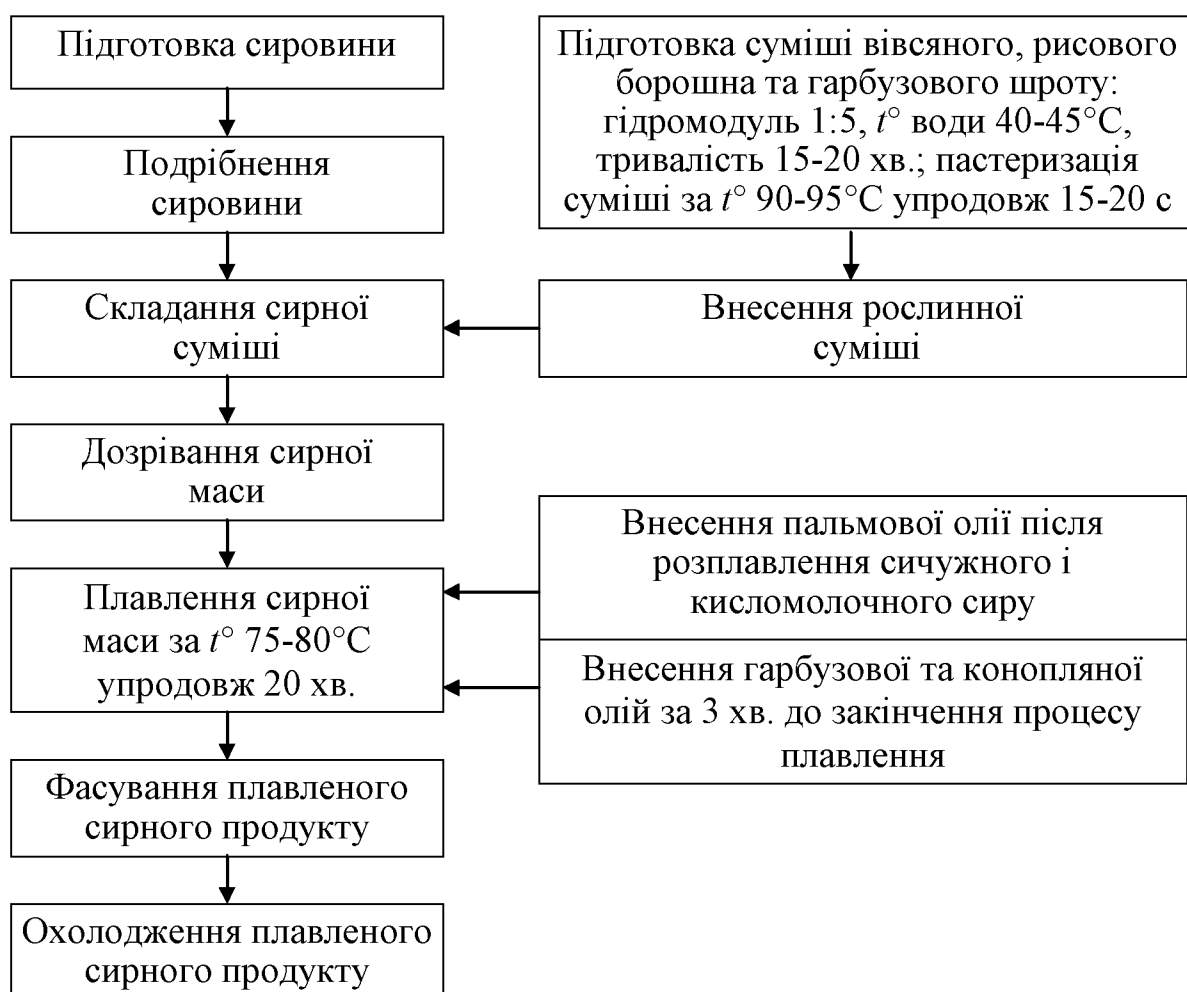 Підготовка сировини
Подрібнення
сировини
Складання сирної
суміші
Дозрівання сирної
маси
Плавлення сирної
маси за t° 75-80°C
упродовж 20 хв.
Фасування плавленого
сирного продукту
Охолодження плавленого
сирного продукту
Підготовка суміші вівсяного, рисового
борошна та гарбузового шроту:
гідромодуль 1:5, t° води 40-45°C,
тривалість 15-20 хв.; пастеризація
суміші за t° 90-95°C упродовж 15-20 с
Внесення рослинної
суміші
Внесення пальмової олії після
розплавлення сичужного і
кисломолочного сиру
Внесення гарбузової та конопляної
олій за 3 хв. до закінчення процесу
плавлення